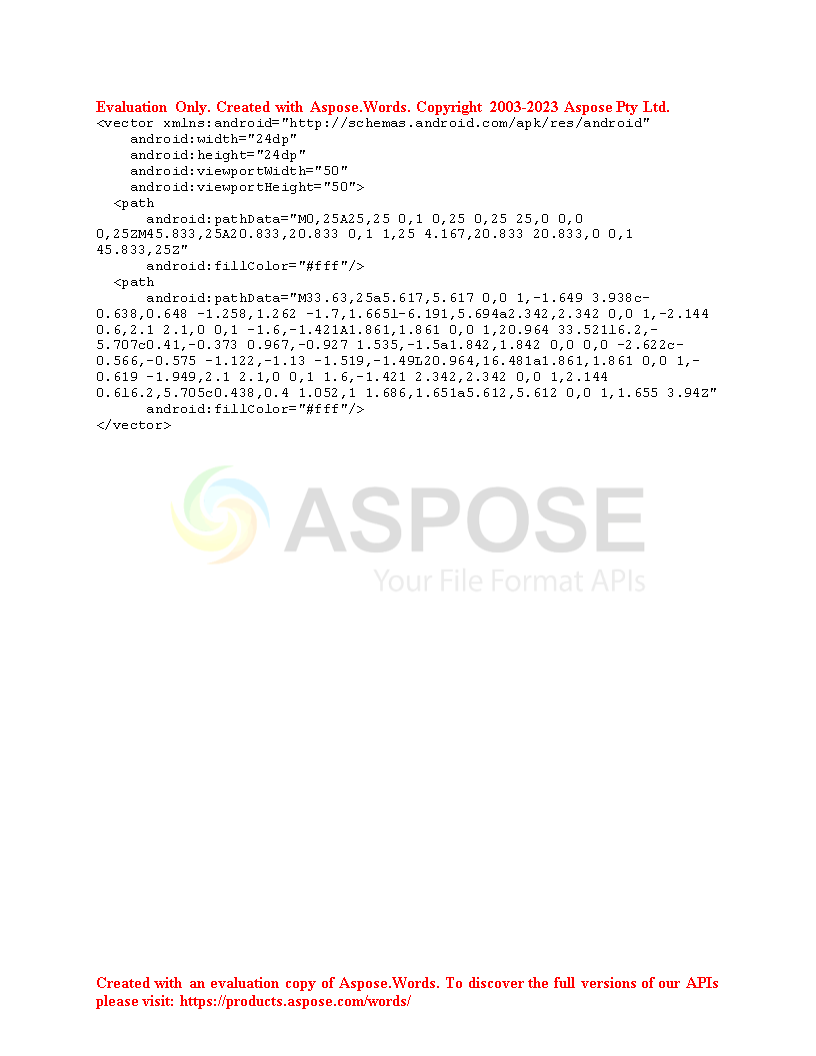 Evaluation Only. Created with Aspose.Words. Copyright 2003-2023 Aspose Pty Ltd.
<vector xmlns:android="http://schemas.android.com/apk/res/android"
    android:width="24dp"
    android:height="24dp"
    android:viewportWidth="50"
    android:viewportHeight="50">
  <path
      android:pathData="M0,25A25,25 0,1 0,25 0,25 25,0 0,0
0,25ZM45.833,25A20.833,20.833 0,1 1,25 4.167,20.833 20.833,0 0,1
45.833,25Z"
      android:fillColor="#fff"/>
  <path
      android:pathData="M33.63,25a5.617,5.617 0,0 1,-1.649 3.938c-
0.638,0.648 -1.258,1.262 -1.7,1.665l-6.191,5.694a2.342,2.342 0,0 1,-2.144
0.6,2.1 2.1,0 0,1 -1.6,-1.421A1.861,1.861 0,0 1,20.964 33.521l6.2,-
5.707c0.41,-0.373 0.967,-0.927 1.535,-1.5a1.842,1.842 0,0 0,0 -2.622c-
0.566,-0.575 -1.122,-1.13 -1.519,-1.49L20.964,16.481a1.861,1.861 0,0 1,-
0.619 -1.949,2.1 2.1,0 0,1 1.6,-1.421 2.342,2.342 0,0 1,2.144
0.6l6.2,5.705c0.438,0.4 1.052,1 1.686,1.651a5.612,5.612 0,0 1,1.655 3.94Z"
      android:fillColor="#fff"/>
</vector>
ASPOSE
Your File Format APIs
Created with an evaluation copy of Aspose.Words. To discover the full versions of our APIs
please visit: https://products.aspose.com/words/